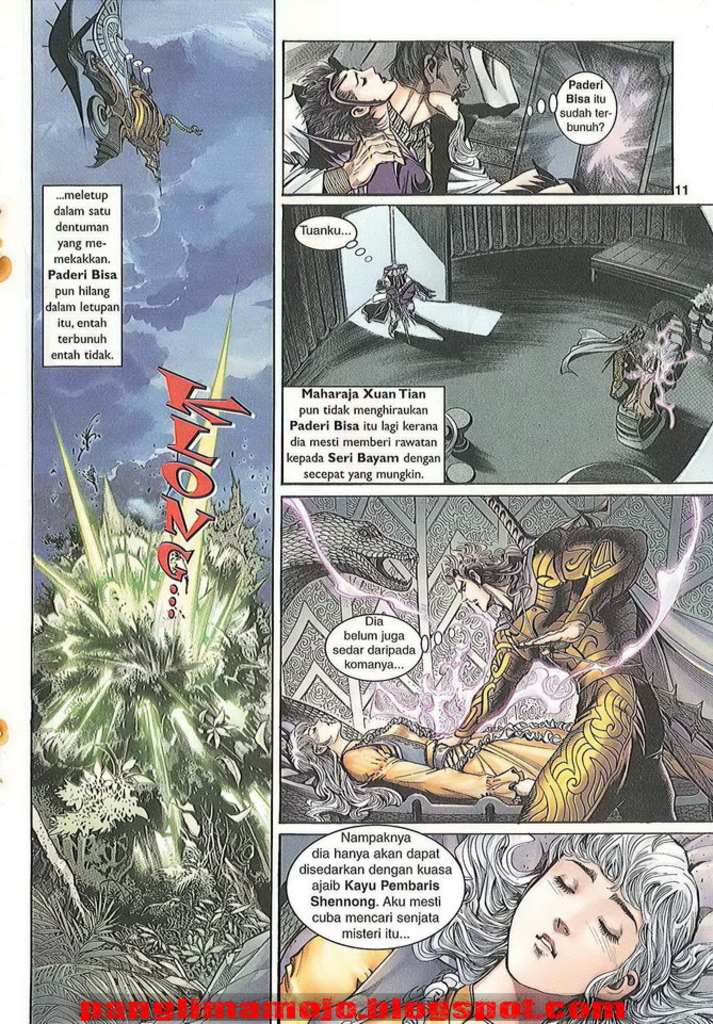 ...meletup
dalam satu
dentuman
yang me-
mekakkan.
Paderi Bisa
pun hilang
dalam letupan
itu, entah
terbunuh
entah tidak.
KLONG...
Paderi
Bisa itu
sudah ter-
bunuh?
11
Tuanku...
Maharaja Xuan Tian
pun tidak menghiraukan
Paderi Bisa itu lagi kerana
dia mesti memberi rawatan
kepada Seri Bayam dengan
secepat yang mungkin.
Dia
belum juga
sedar daripada
komanya...
Nampaknya
dia hanya akan dapat
disedarkan dengan kuasa
ajaib Kayu Pembaris
Shennong. Aku mesti
cuba mencari senjata
misteri itu...
panglimamojo.blogspot.com